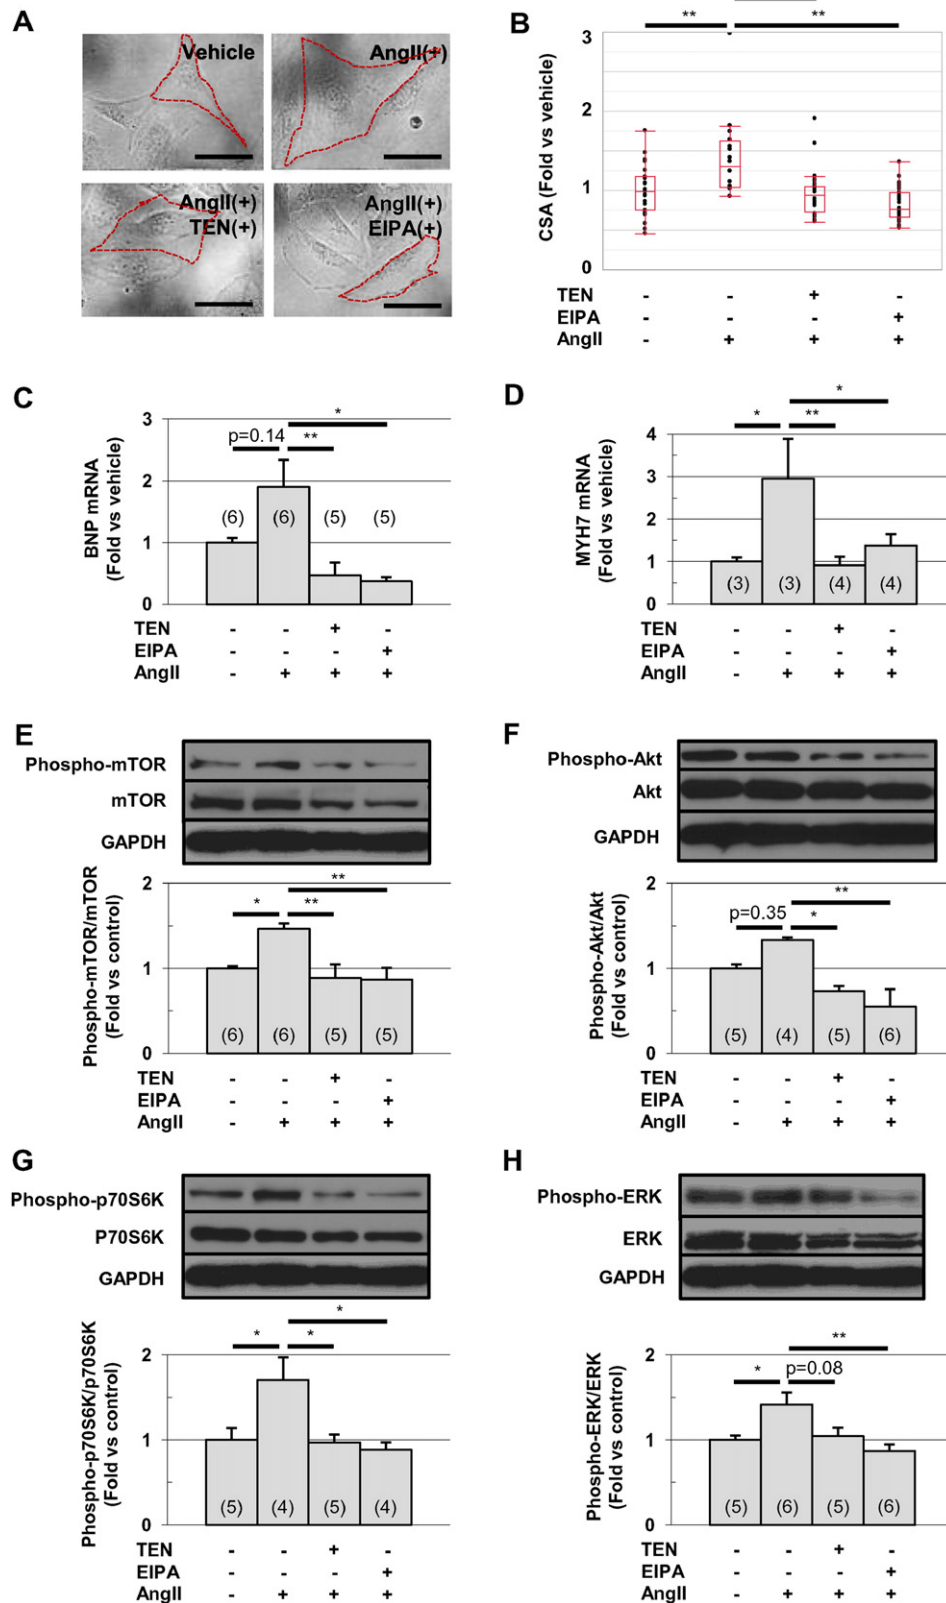 A
Vehicle
AngII(+)
AngII(+)
TEN(+)
AngII(+)
EIPA(+)
B
** **
CSA (Fold vs vehicle)
3
2
1
0
TEN - - + -
EIPA - - - +
AngII - + + +
C
BNP mRNA
(Fold vs vehicle)
3
2
1
0
*
p=0.14 **
(6) (6) (5) (5)
TEN - - + -
EIPA - - - +
AngII - + + +
D
MYH7 mRNA
(Fold vs vehicle)
4
3
2
1
0
*
* **
(3) (3) (4) (4)
TEN - - + -
EIPA - - - +
AngII - + + +
E
Phospho-mTOR
mTOR
GAPDH
Phospho-mTOR/mTOR
(Fold vs control)
2
1
0
**
* **
(6) (6) (5) (5)
TEN - - + -
EIPA - - - +
AngII - + + +
F
Phospho-Akt
Akt
GAPDH
Phospho-Akt/Akt
(Fold vs control)
2
1
0
**
p=0.35 *
(5) (4) (5) (6)
TEN - - + -
EIPA - - - +
AngII - + + +
G
Phospho-p70S6K
P70S6K
GAPDH
Phospho-p70S6K/p70S6K
(Fold vs control)
2
1
0
*
* *
(5) (4) (5) (4)
TEN - - + -
EIPA - - - +
AngII - + + +
H
Phospho-ERK
ERK
GAPDH
Phospho-ERK/ERK
(Fold vs control)
2
1
0
**
* p=0.08
(5) (6) (5) (6)
TEN - - + -
EIPA - - - +
AngII - + + +